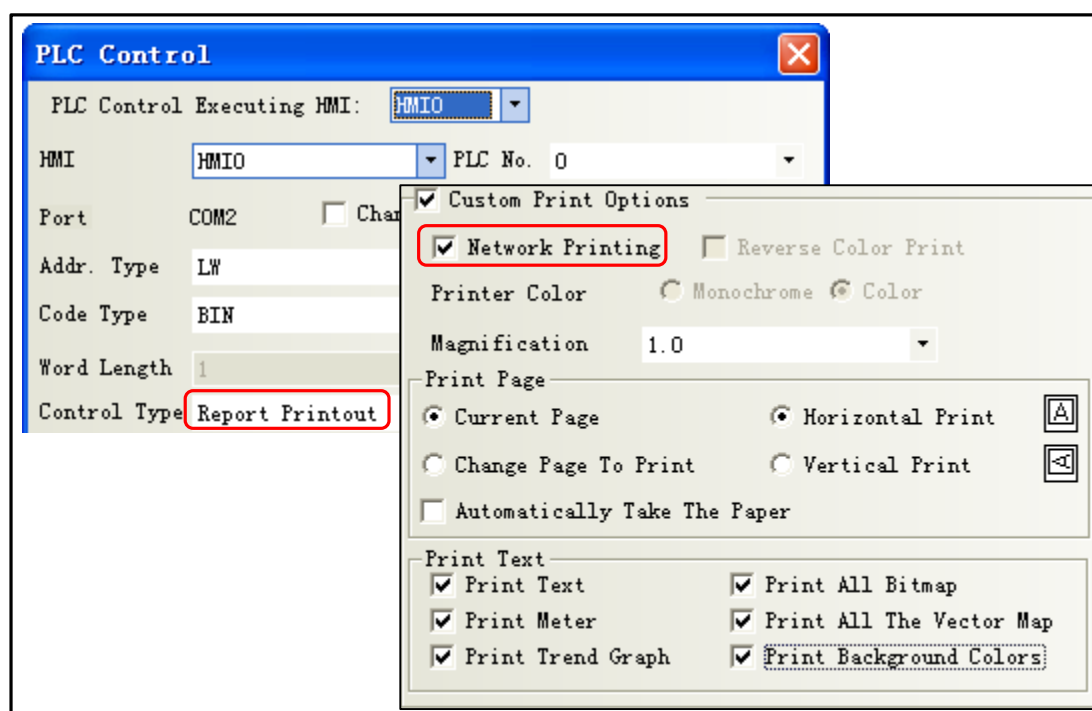 PLC Control
PLC Control Executing HMI: HMI0
HMI HMI0 PLC No. 0
Port COM2
Addr. Type LW
Code Type BIN
Word Length 1
Control Type Report Printout
Custom Print Options
Network Printing Reverse Color Print
Printer Color Monochrome Color
Magnification 1.0
Print Page
Current Page Horizontal Print A
Change Page To Print Vertical Print A
Automatically Take The Paper
Print Text
Print Text Print All Bitmap
Print Meter Print All The Vector Map
Print Trend Graph Print Background Colors